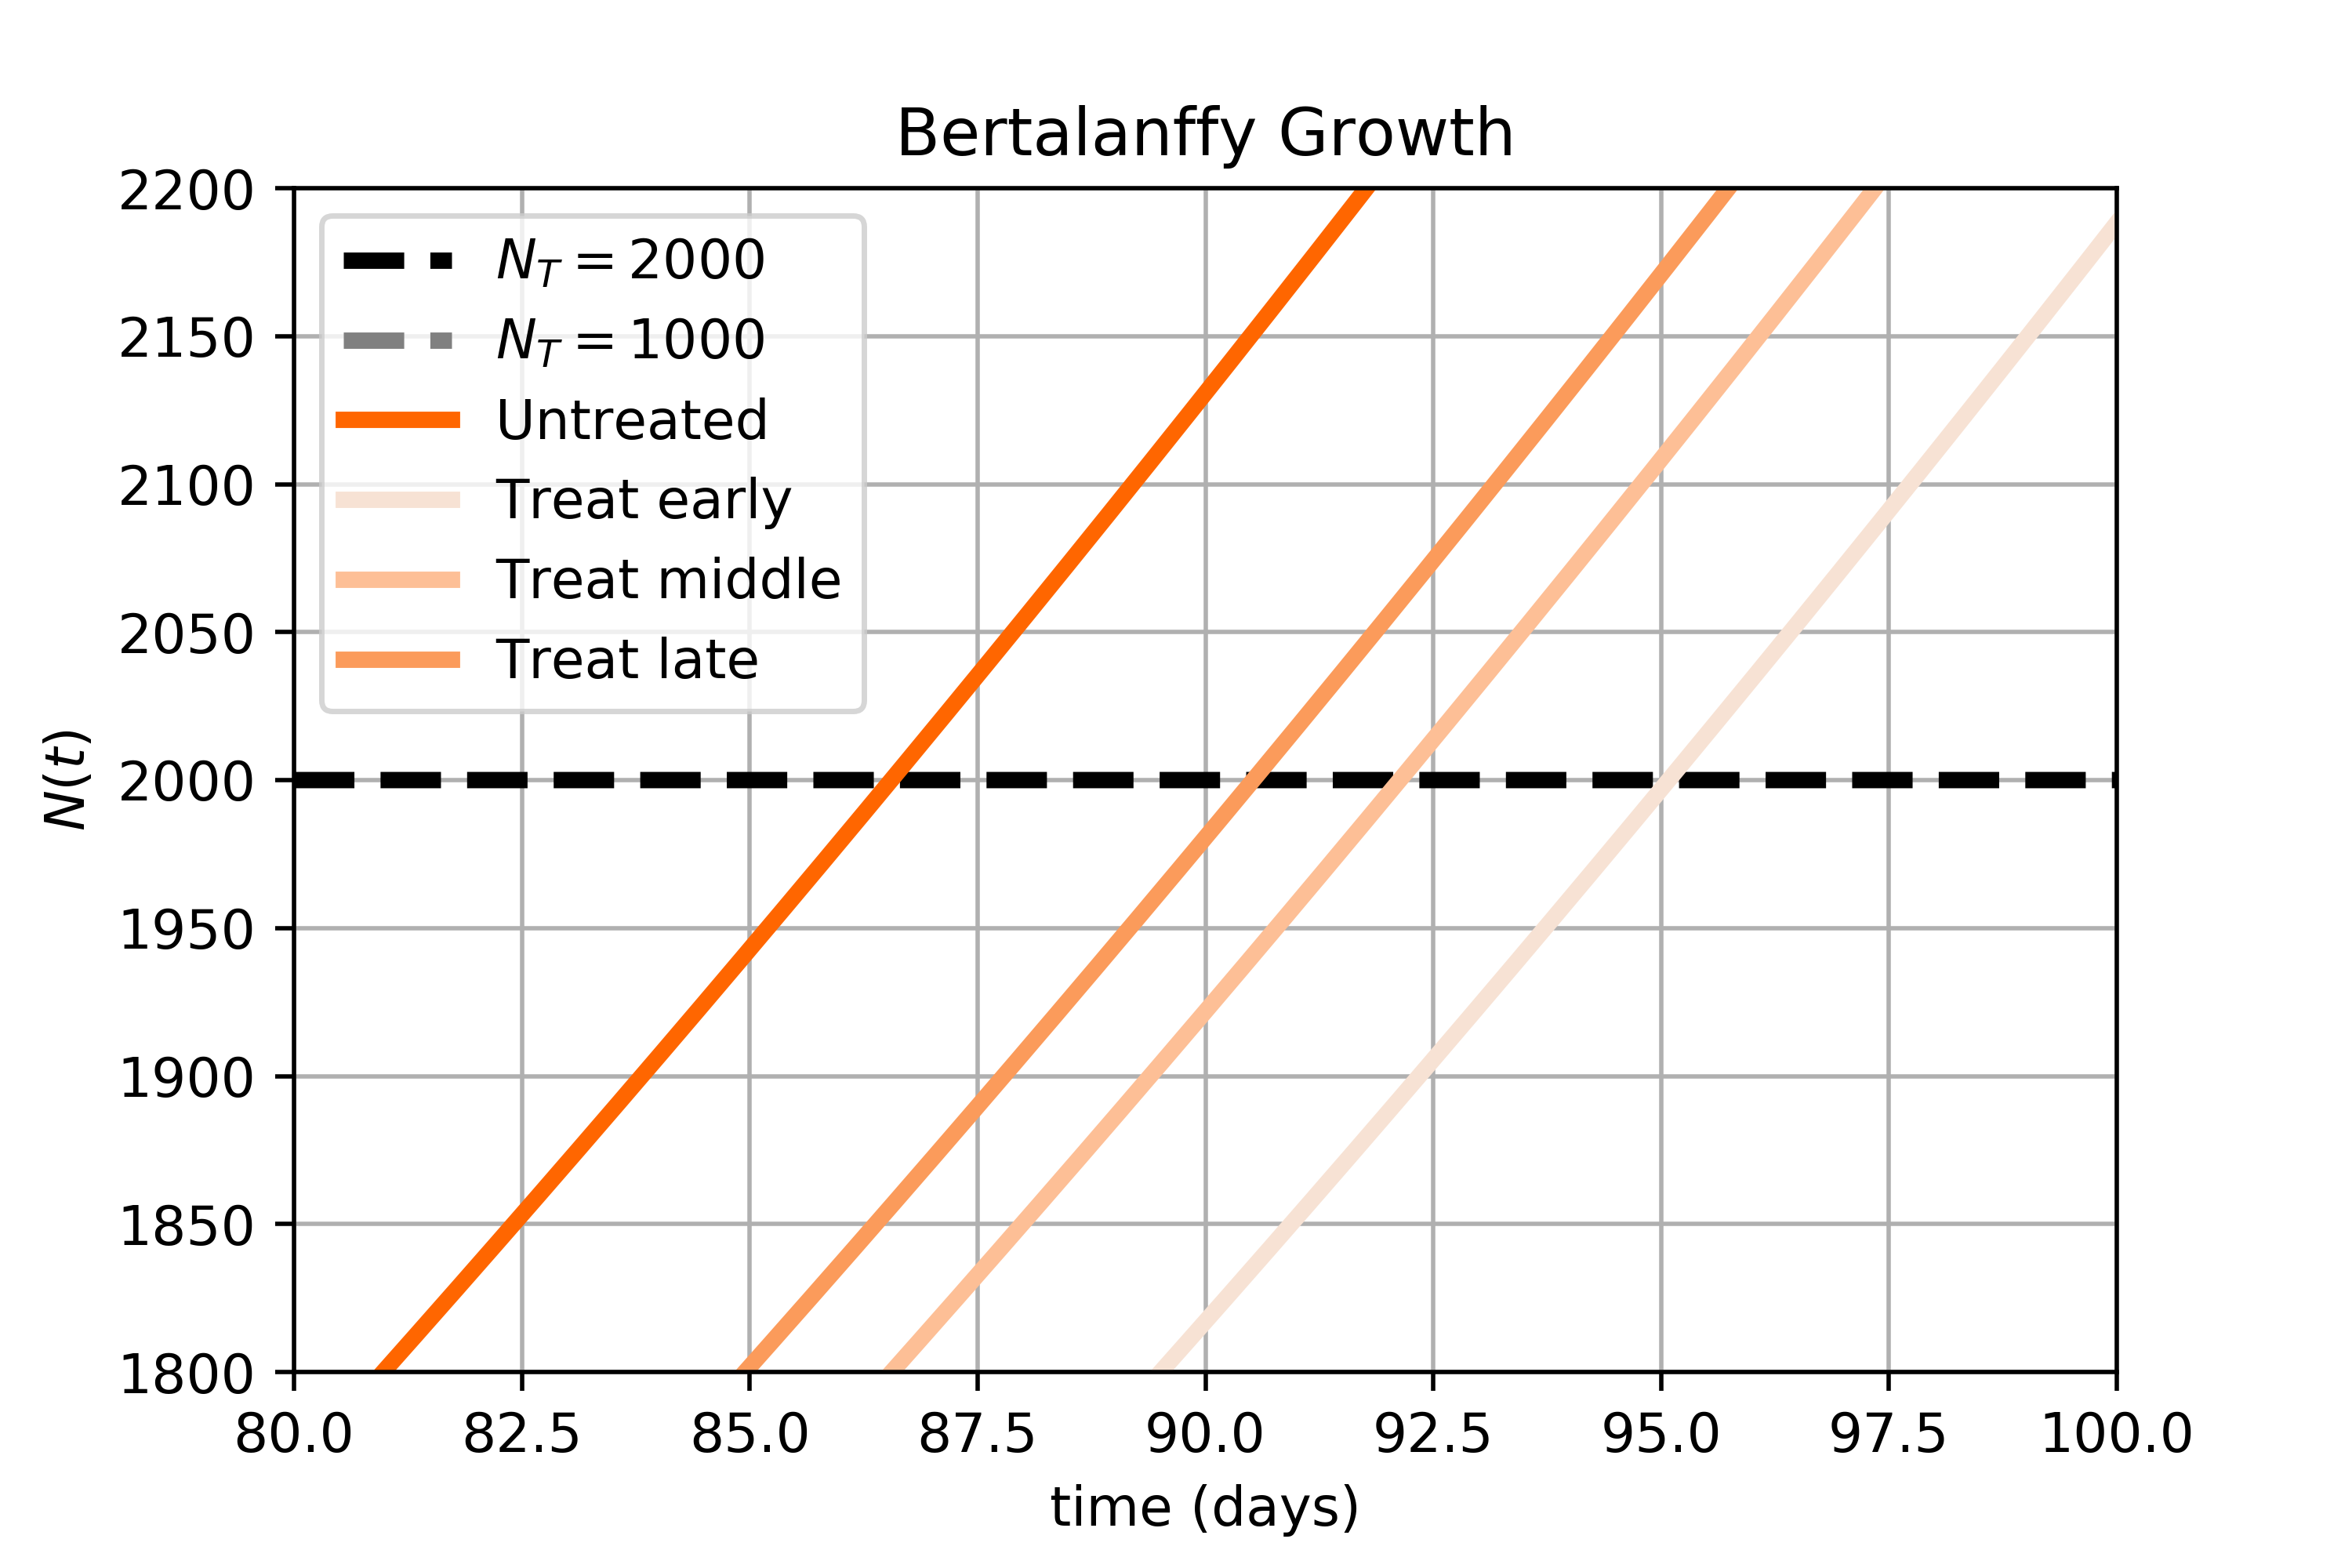 Bertalanffy Growth
2200
2150
2100
2050
2000
1950
1900
1850
1800
N(t)
N_T = 2000
N_T = 1000
Untreated
Treat early
Treat middle
Treat late
80.0 82.5 85.0 87.5 90.0 92.5 95.0 97.5 100.0
time (days)